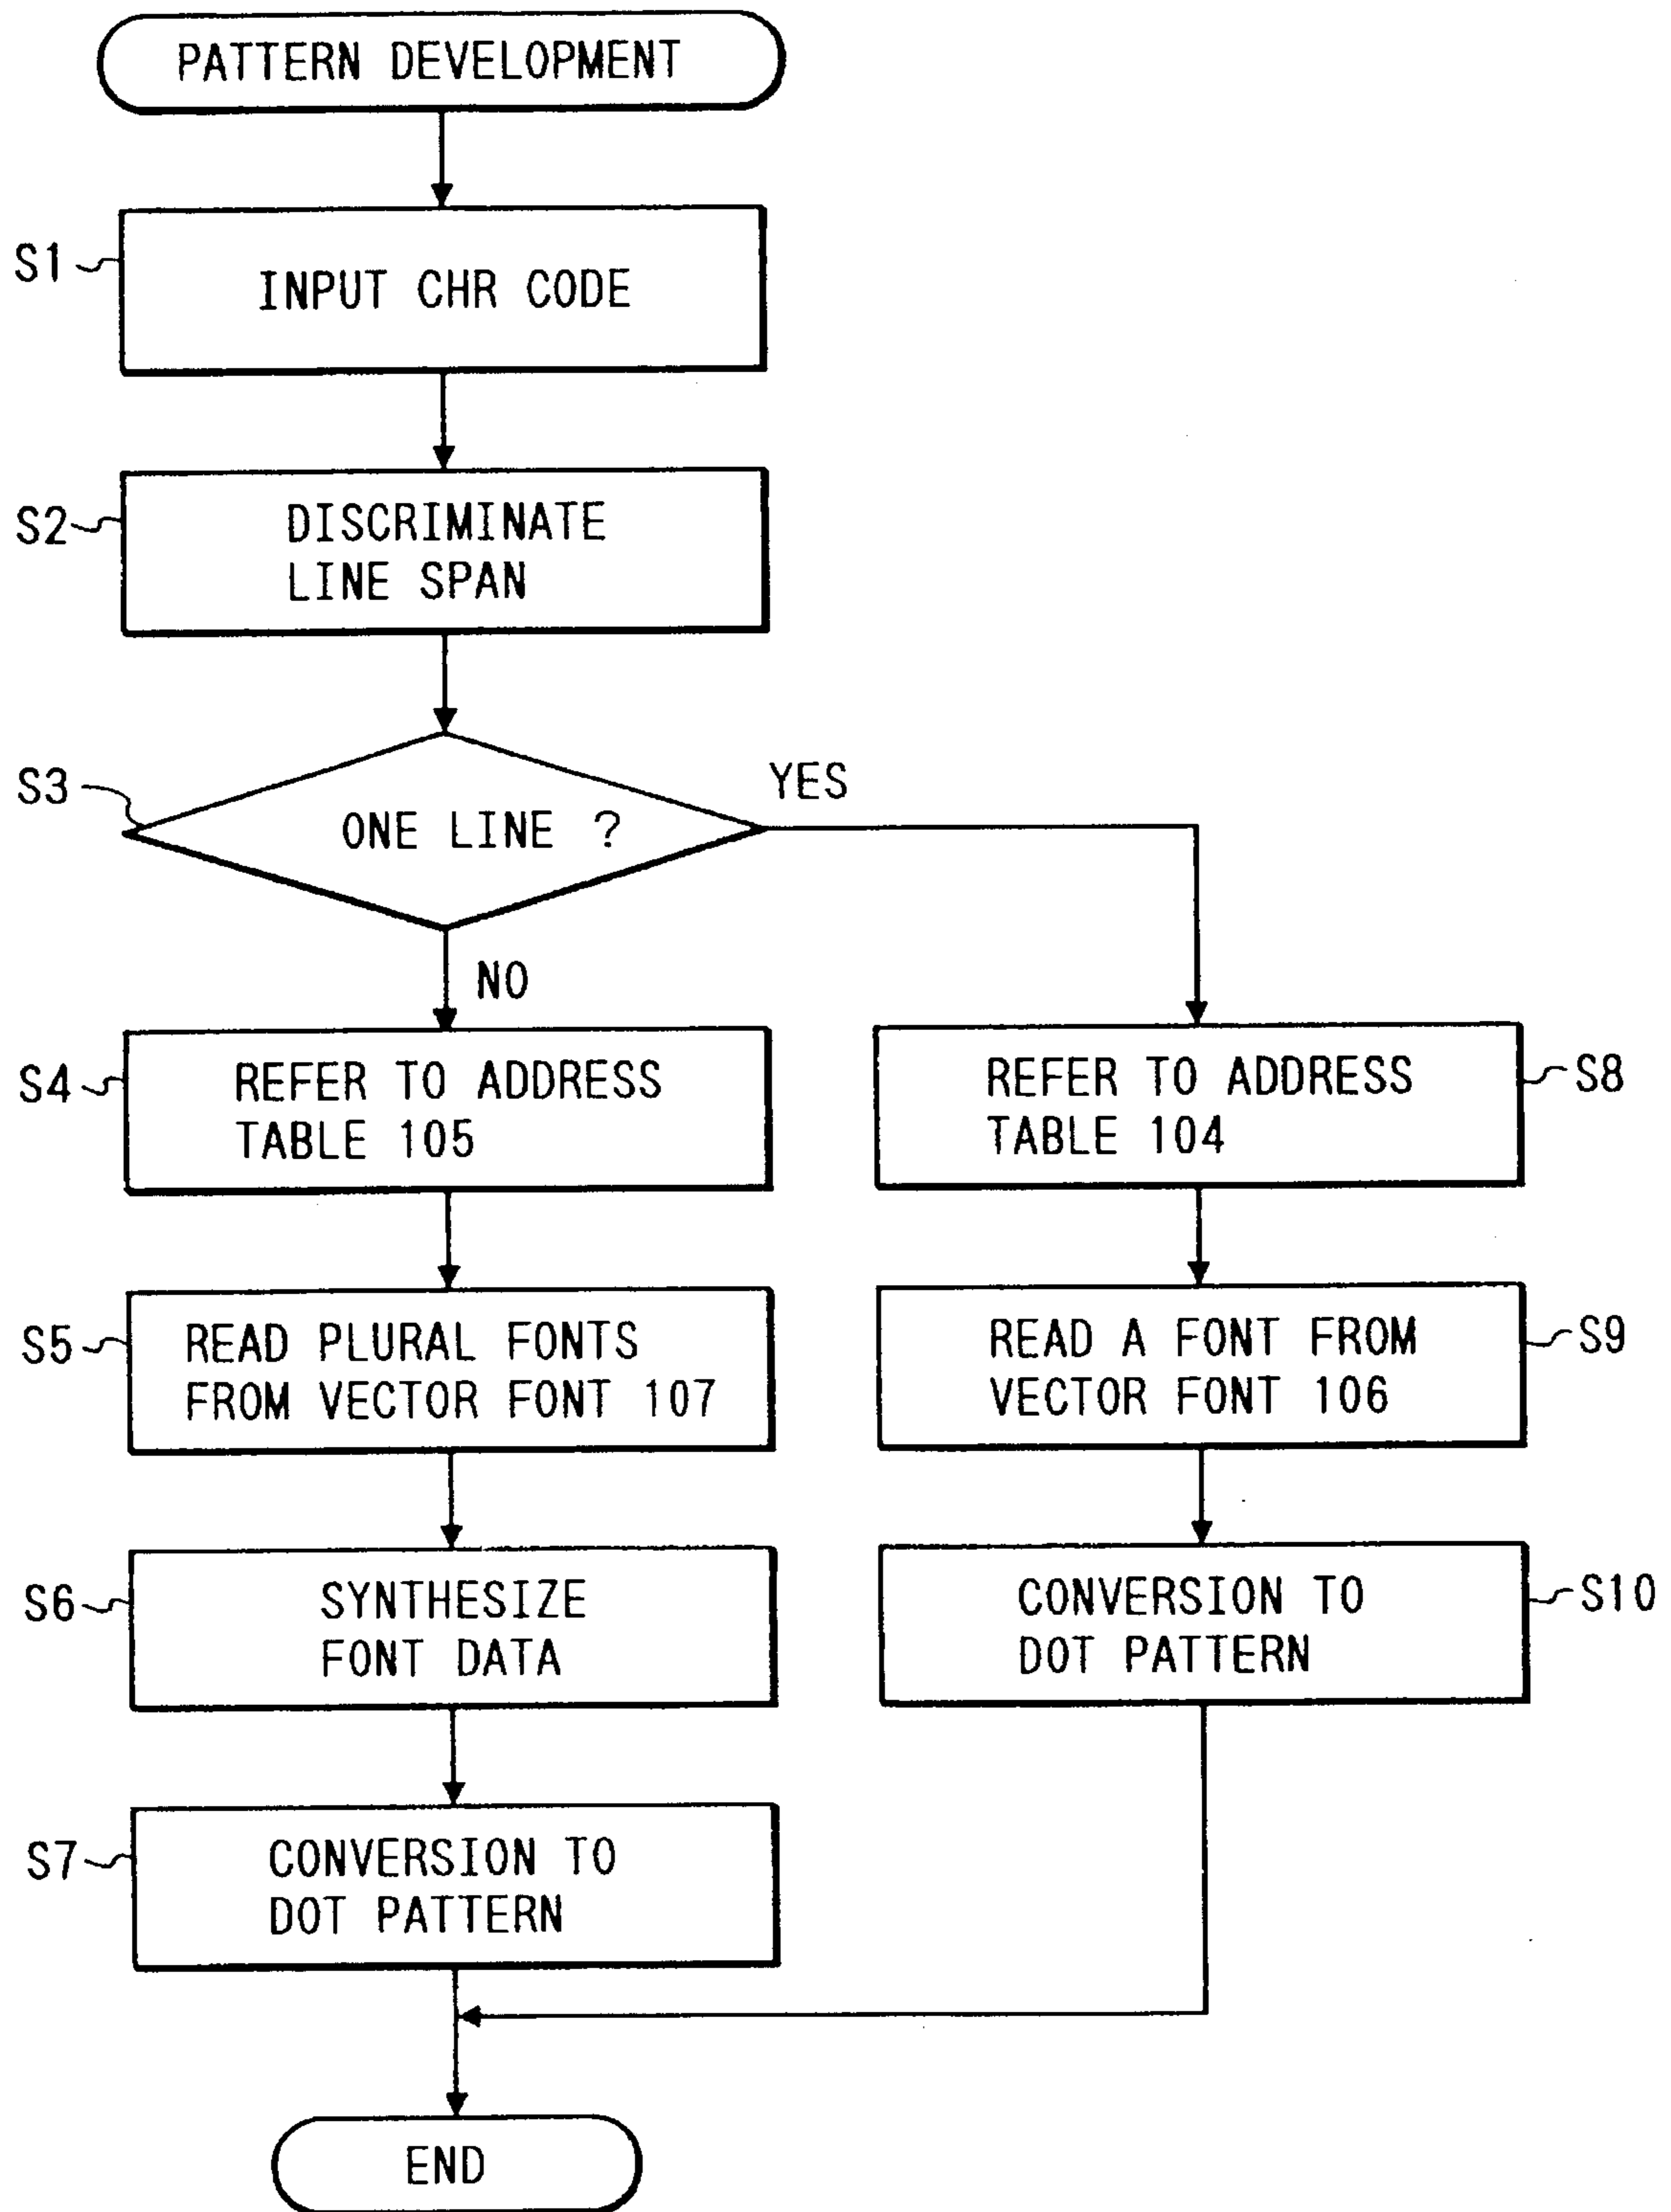 PATTERN DEVELOPMENT
S1
INPUT CHR CODE
S2
DISCRIMINATE
LINE SPAN
S3
ONE LINE ?
YES
NO
S4
REFER TO ADDRESS
TABLE 105
S5
READ PLURAL FONTS
FROM VECTOR FONT 107
S6
SYNTHESIZE
FONT DATA
S7
CONVERSION TO
DOT PATTERN
REFER TO ADDRESS
TABLE 104
S8
READ A FONT FROM
VECTOR FONT 106
S9
CONVERSION TO
DOT PATTERN
S10
END